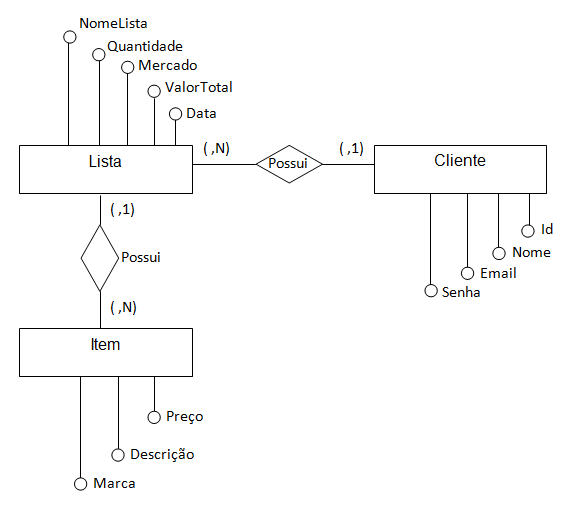 NomeLista
Quantidade
Mercado
ValorTotal
Data
( ,N)
( ,1)
Lista
Possui
Cliente
( ,1)
Id
Nome
Possui
Email
Senha
( ,N)
Item
Preço
Descrição
Marca